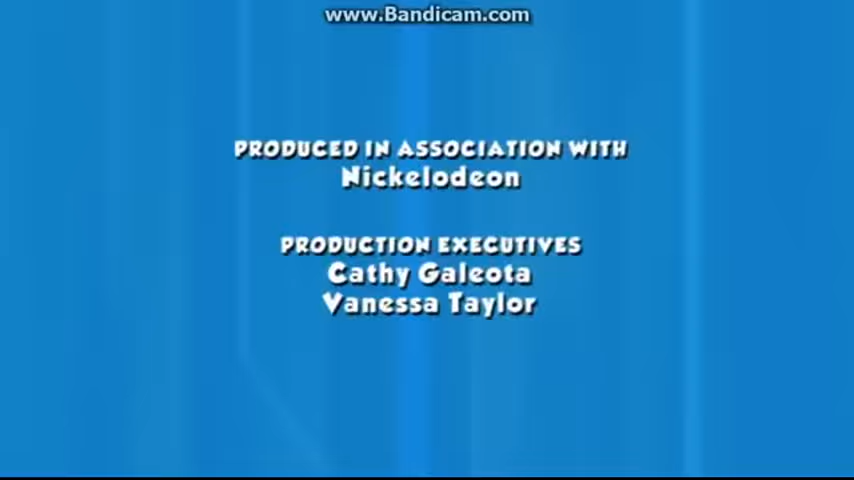 www.Bandicam.com
PRODUCED IN ASSOCIATION WITH
Nickelodeon
PRODUCTION EXECUTIVES
Cathy Galeota
Vanessa Taylor